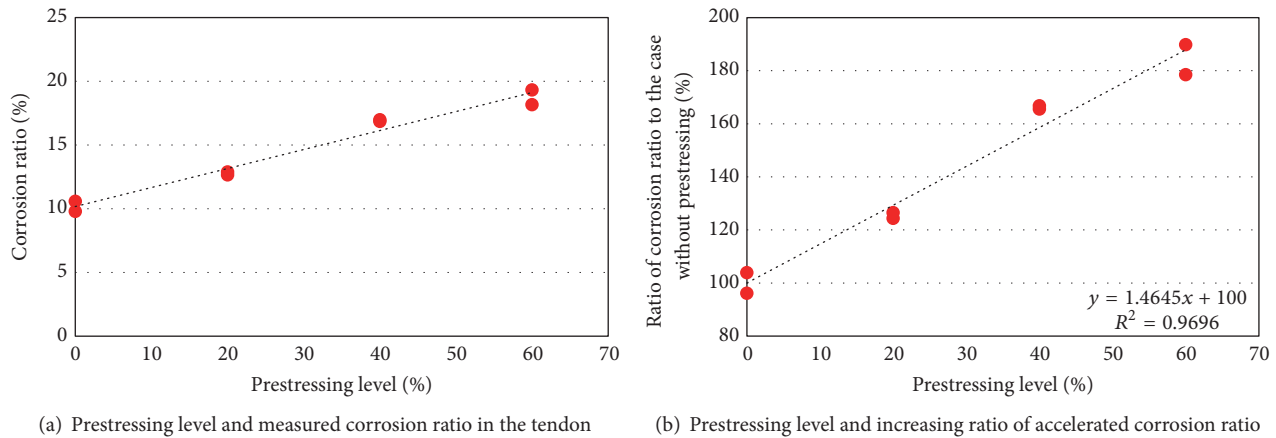 25
20
15
10
5
0
0 10 20 30 40 50 60 70
Corrosion ratio (%)
Prestressing level (%)
(a) Prestressing level and measured corrosion ratio in the tendon
200
180
160
140
120
100
80
0 10 20 30 40 50 60 70
Ratio of corrosion ratio to the case
without prestressing (%)
y = 1.4645x + 100
R² = 0.9696
Prestressing level (%)
(b) Prestressing level and increasing ratio of accelerated corrosion ratio